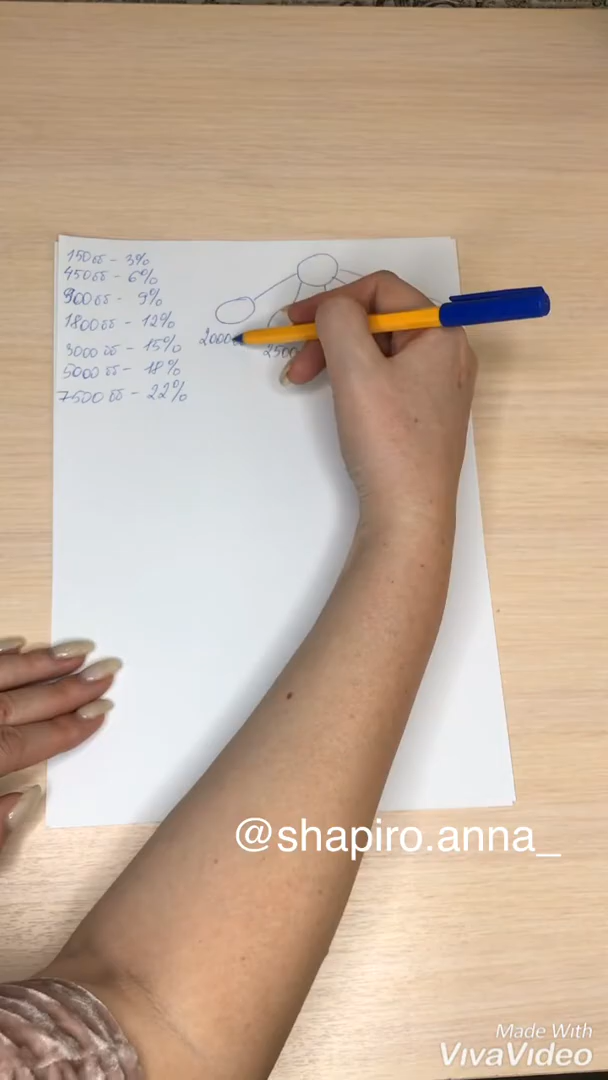 150 ББ - 3%
450 ББ - 6%
900 ББ - 9%
1800 ББ - 12%
3000 ББ - 15%
5000 ББ - 18%
7500 ББ - 22%
2000
2500
@shapiro.anna_
Made With
VivaVideo